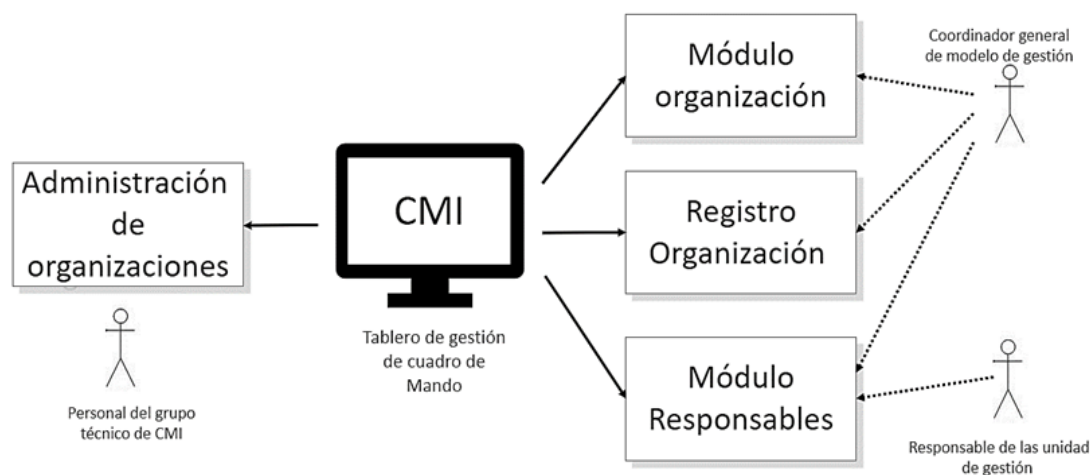 Administración
de
organizaciones
Personal del grupo
técnico de CMI
CMI
Tablero de gestión
de cuadro de
Mando
Módulo
organización
Registro
Organización
Módulo
Responsables
Coordinador general
de modelo de gestión
Responsable de las unidad
de gestión